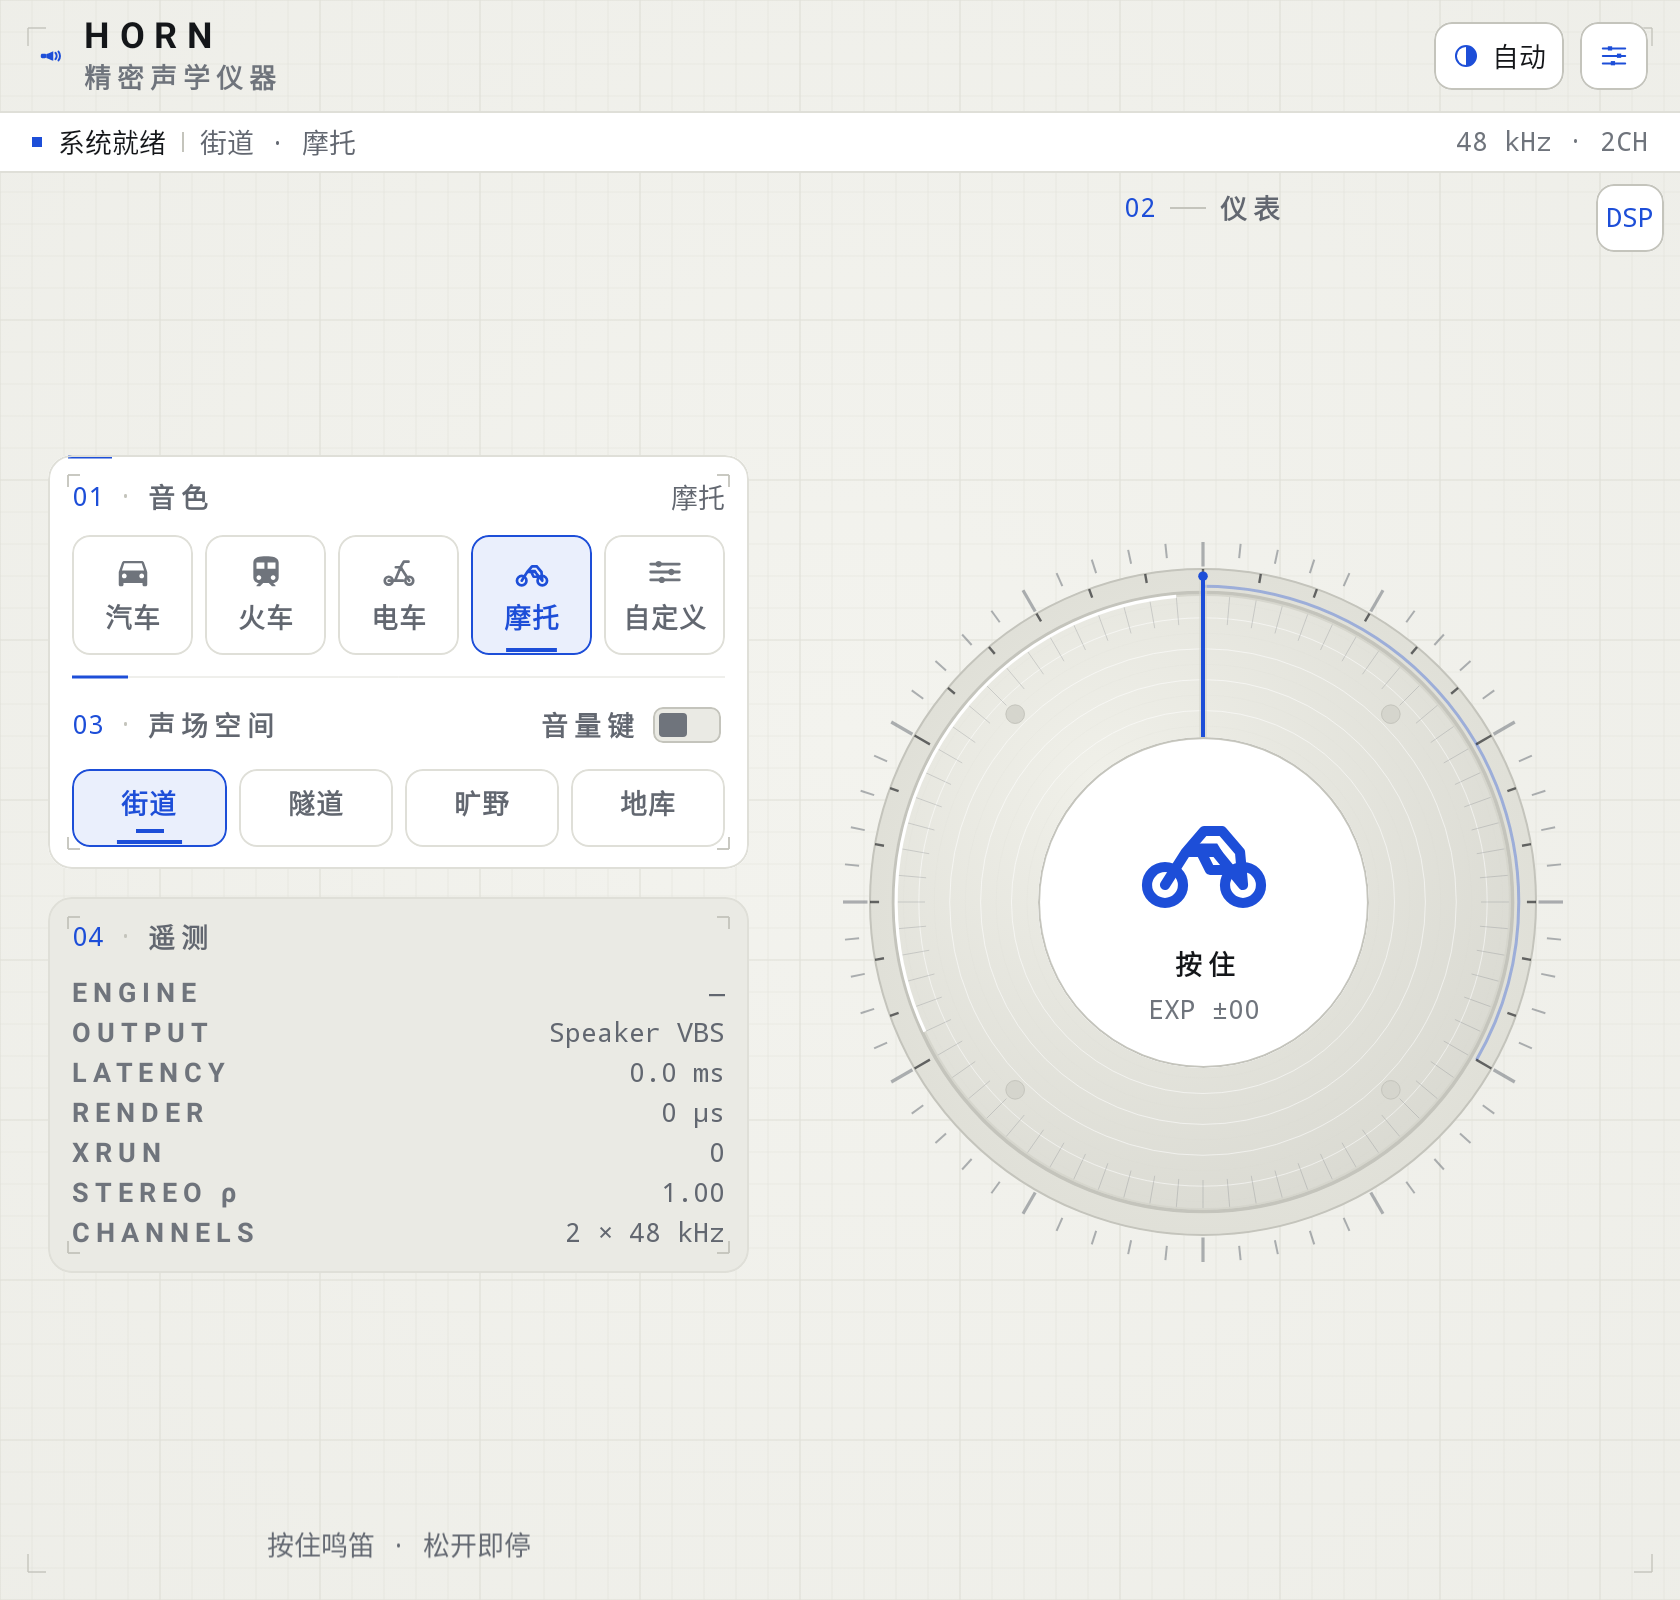 HORN
精密声学仪器
自动
系统就绪 街道 · 摩托
48 kHz · 2CH
02 仪表
DSP
01 · 音色
摩托
汽车 火车 电车 摩托 自定义
03 · 声场空间
音量键
街道 隧道 旷野 地库
04 · 遥测
ENGINE —
OUTPUT Speaker VBS
LATENCY 0.0 ms
RENDER 0 µs
XRUN 0
STEREO ρ 1.00
CHANNELS 2 × 48 kHz
按住
EXP ±00
按住鸣笛 · 松开即停